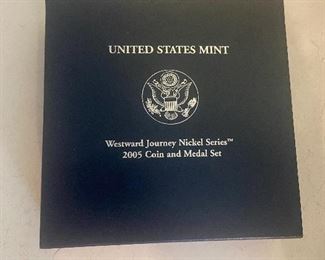 UNITED STATES MINT
Westward Journey Nickel Series™
2005 Coin and Medal Set